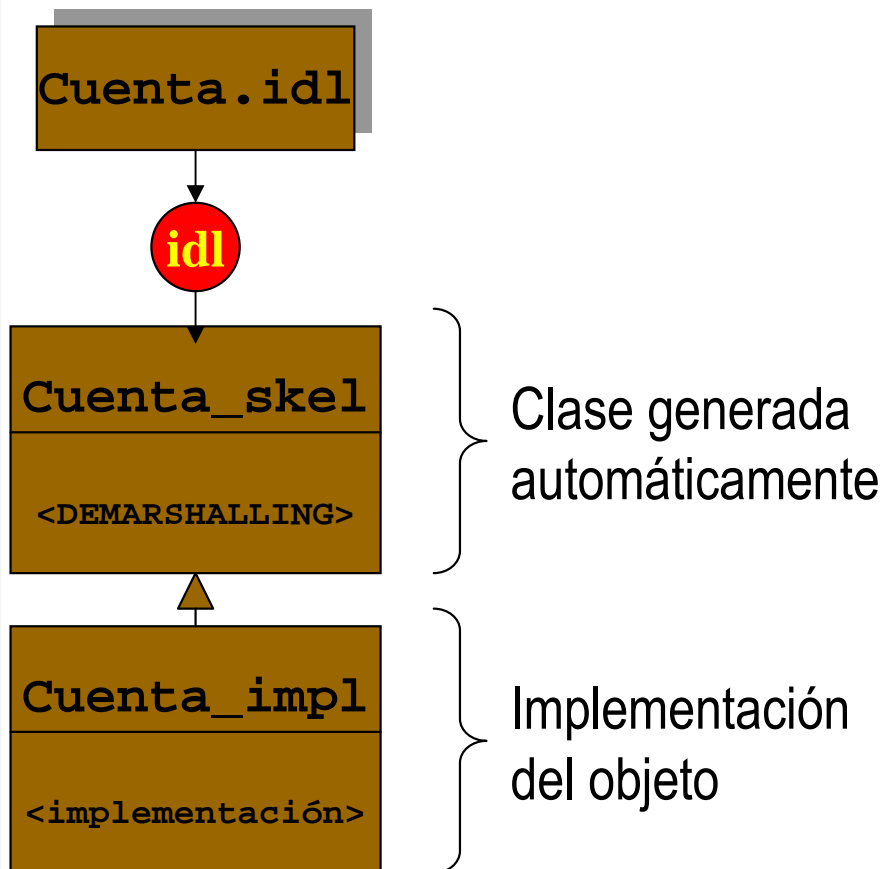 Cuenta.idl
idl
Cuenta_skel
<DEMARSHALLING>
Clase generada
automáticamente
Cuenta_impl
<implementación>
Implementación
del objeto